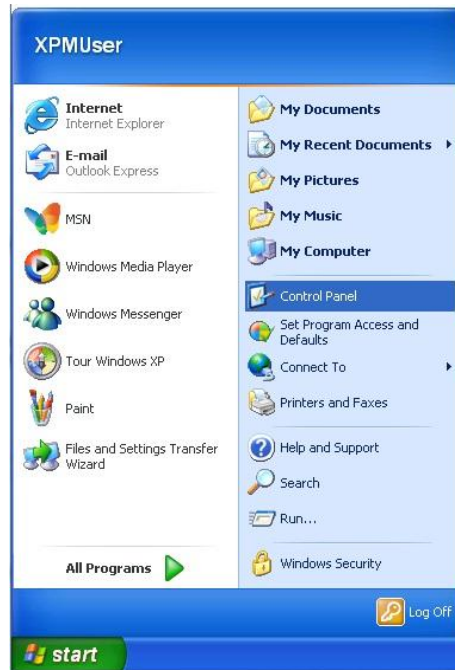 XPMUser
Internet
Internet Explorer
E-mail
Outlook Express
MSN
Windows Media Player
Windows Messenger
Tour Windows XP
Paint
Files and Settings Transfer
Wizard
All Programs
My Documents
My Recent Documents
My Pictures
My Music
My Computer
Control Panel
Set Program Access and
Defaults
Connect To
Printers and Faxes
Help and Support
Search
Run...
Windows Security
Log Off
start